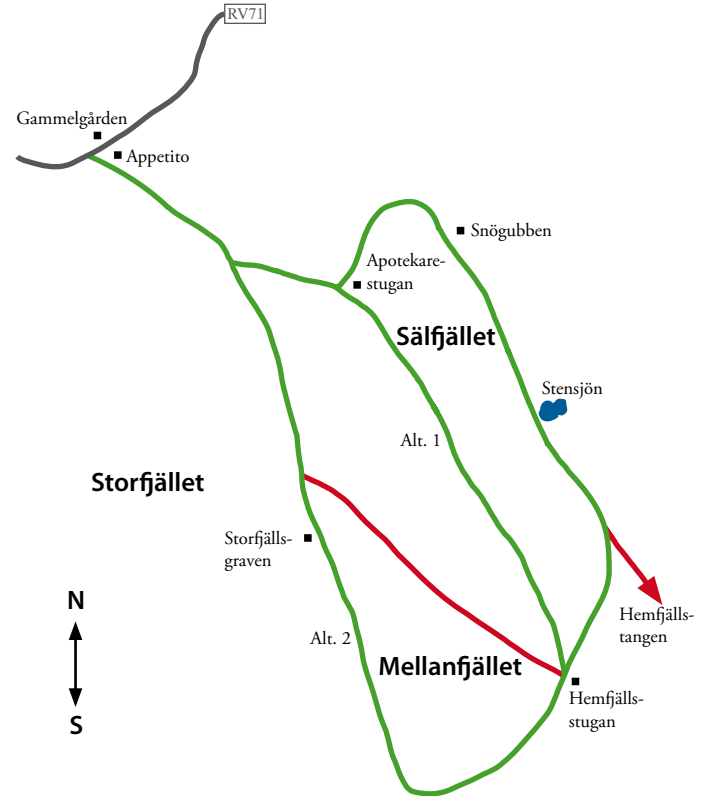 RV71
Gammelgården
Appetito
Snögubben
Apotekare-
stugan
Sälfjället
Stensjön
Alt. 1
Storfjället
Storfjälls-
graven
N
S
Alt. 2
Mellanfjället
Hemfjälls-
tangen
Hemfjälls-
stugan